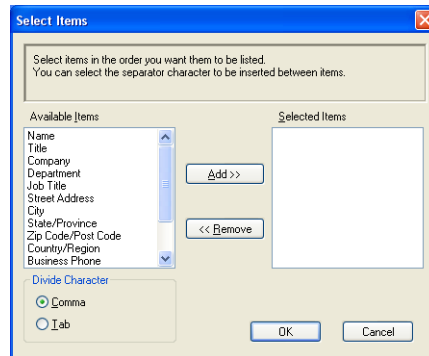 Select Items
Select items in the order you want them to be listed.
You can select the separator character to be inserted between items.
Available Items
Selected Items
Name
Title
Company
Department
Job Title
Street Address
City
State/Province
Zip Code/Post Code
Country/Region
Business Phone
Add >>
<< Remove
Divide Character
Comma
Tab
OK
Cancel